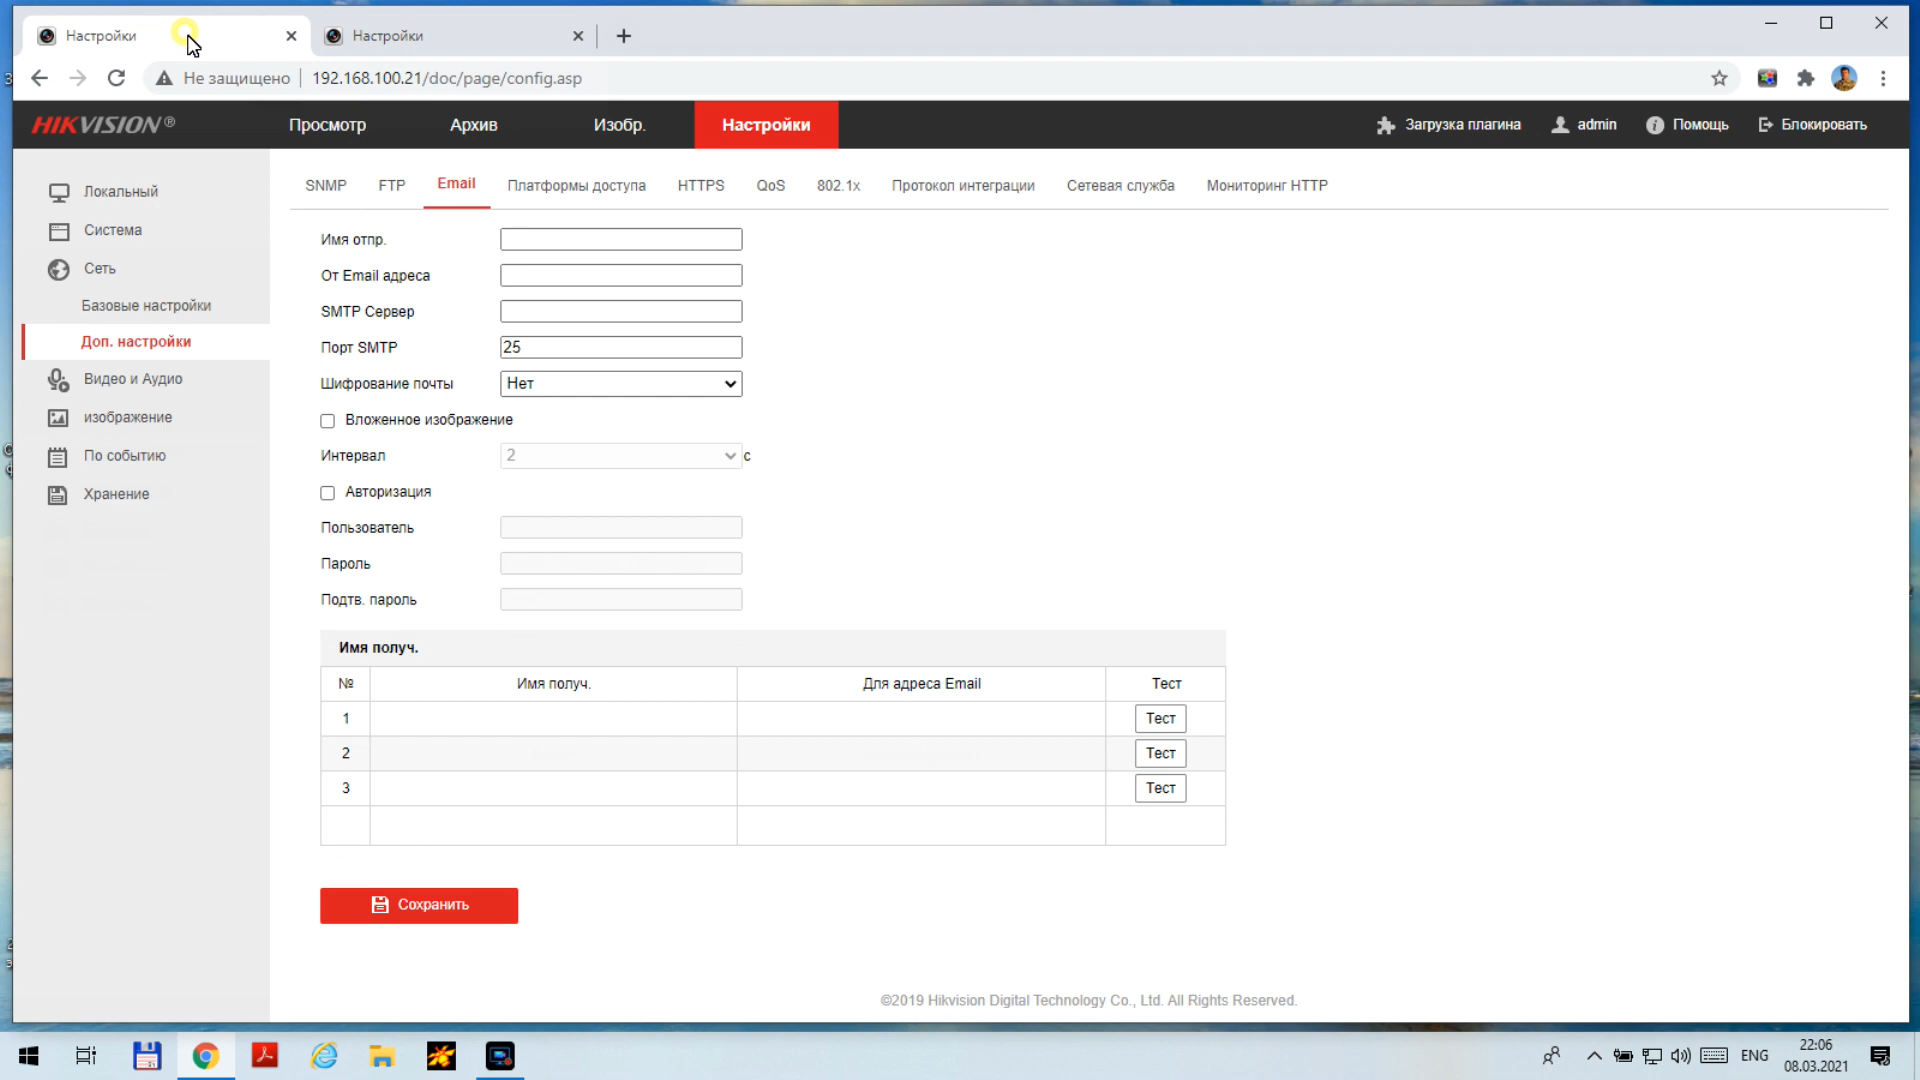 Настройки
Настройки
Не защищено
192.168.100.21/doc/page/config.asp
HIKVISION®
Просмотр
Архив
Изобр.
Настройки
Загрузка плагина
admin
Помощь
Блокировать
Локальный
Система
Сеть
Базовые настройки
Доп. настройки
Видео и Аудио
изображение
По событию
Хранение
SNMP
FTP
Email
Платформы доступа
HTTPS
QoS
802.1x
Протокол интеграции
Сетевая служба
Мониторинг HTTP
Имя отпр.
От Email адреса
SMTP Сервер
Порт SMTP
25
Шифрование почты
Нет
Вложенное изображение
Интервал
2
с
Авторизация
Пользователь
Пароль
Подтв. пароль
Имя получ.
№
Имя получ.
Для адреса Email
Тест
1
Тест
2
Тест
3
Тест
Сохранить
©2019 Hikvision Digital Technology Co., Ltd. All Rights Reserved.
ENG
22:06
08.03.2021